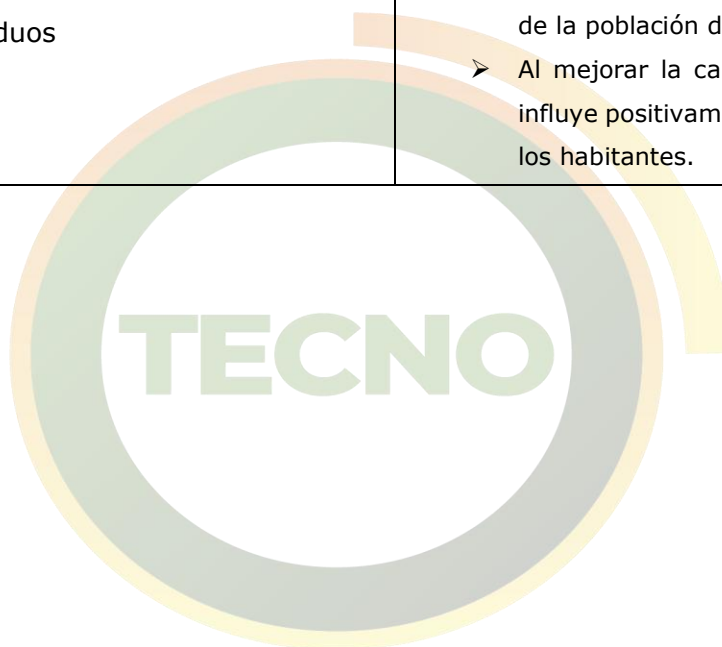 duos
de la población d
➢ Al mejorar la ca
influye positivam
los habitantes.
TECNO